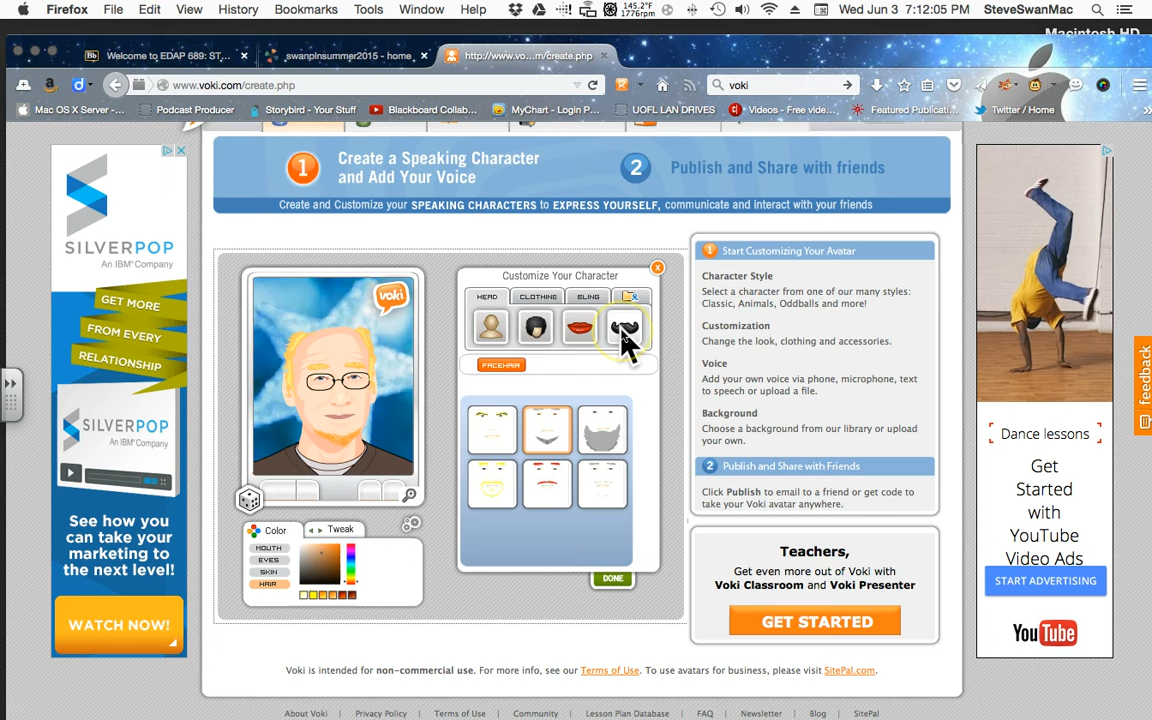 Firefox File Edit View History Bookmarks Tools Window Help
145.2°F
1776rpm
Wed Jun 3 7:12:05 PM SteveSwanMac
Macintosh HD
Bb Welcome to EDAP 689: ST... × swanplnsummer2015 - home × http://www.vo...m/create.php ×
www.voki.com/create.php
voki
Mac OS X Server -... Podcast Producer Storybird - Your Stuff Blackboard Collab... MyChart - Login P... UOFL LAN DRIVES Videos - Free vide... Featured Publicati... Twitter / Home
1 Create a Speaking Character
and Add Your Voice
2 Publish and Share with friends
Create and Customize your SPEAKING CHARACTERS to EXPRESS YOURSELF, communicate and interact with your friends
SILVERPOP
An IBM Company
GET MORE
FROM EVERY
RELATIONSHIP
SILVERPOP
An IBM Company
See how you
can take your
marketing to
the next level!
WATCH NOW!
voki
Color
Tweak
MOUTH
EYES
SKIN
HAIR
Customize Your Character
HEAD CLOTHING BLING
FACEHAIR
DONE
1 Start Customizing Your Avatar
Character Style
Select a character from one of our many styles:
Classic, Animals, Oddballs and more!
Customization
Change the look, clothing and accessories.
Voice
Add your own voice via phone, microphone, text
to speech or upload a file.
Background
Choose a background from our library or upload
your own.
2 Publish and Share with Friends
Click Publish to email to a friend or get code to
take your Voki avatar anywhere.
Teachers,
Get even more out of Voki with
Voki Classroom and Voki Presenter
GET STARTED
feedback
Dance lessons
Get
Started
with
YouTube
Video Ads
START ADVERTISING
YouTube
Voki is intended for non-commercial use. For more info, see our Terms of Use. To use avatars for business, please visit SitePal.com.
About Voki | Privacy Policy | Terms of Use | Community | Lesson Plan Database | FAQ | Newsletter | Blog | SitePal